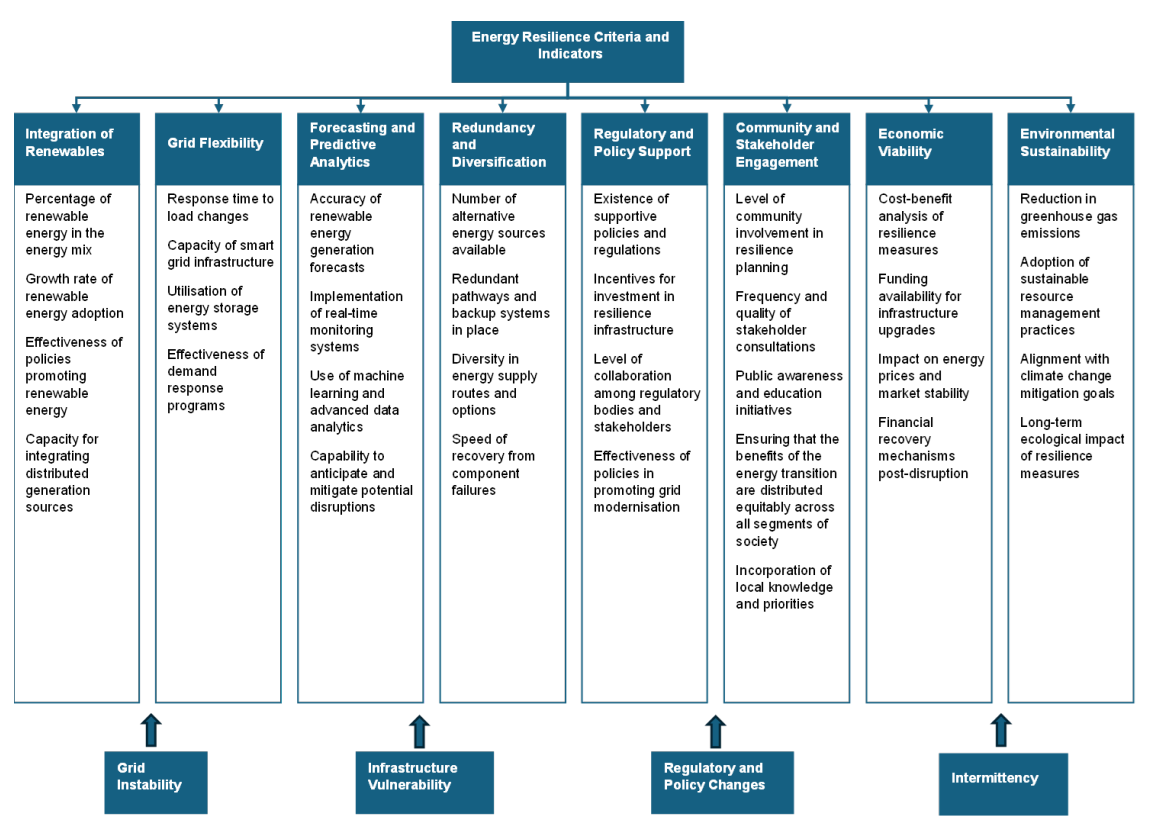 Energy Resilience Criteria and
Indicators
Integration of
Renewables
Percentage of
renewable
energy in the
energy mix
Growth rate of
renewable
energy adoption
Effectiveness of
policies
promoting
renewable
energy
Capacity for
integrating
distributed
generation
sources
Grid Flexibility
Response time to
load changes
Capacity of smart
grid infrastructure
Utilisation of
energy storage
systems
Effectiveness of
demand
response
programs
Forecasting and
Predictive
Analytics
Accuracy of
renewable
energy
generation
forecasts
Implementation
of real-time
monitoring
systems
Use of machine
learning and
advanced data
analytics
Capability to
anticipate and
mitigate potential
disruptions
Redundancy
and
Diversification
Number of
alternative
energy sources
available
Redundant
pathways and
backup systems
in place
Diversity in
energy supply
routes and
options
Speed of
recovery from
component
failures
Regulatory and
Policy Support
Existence of
supportive
policies and
regulations
Incentives for
investment in
resilience
infrastructure
Level of
collaboration
among regulatory
bodies and
stakeholders
Effectiveness of
policies in
promoting grid
modernisation
Community and
Stakeholder
Engagement
Level of
community
involvement in
resilience
planning
Frequency and
quality of
stakeholder
consultations
Public awareness
and education
initiatives
Ensuring that the
benefits of the
energy transition
are distributed
equitably across
all segments of
society
Incorporation of
local knowledge
and priorities
Economic
Viability
Cost-benefit
analysis of
resilience
measures
Funding
availability for
infrastructure
upgrades
Impact on energy
prices and
market stability
Financial
recovery
mechanisms
post-disruption
Environmental
Sustainability
Reduction in
greenhouse gas
emissions
Adoption of
sustainable
resource
management
practices
Alignment with
climate change
mitigation goals
Long-term
ecological impact
of resilience
measures
Grid
Instability
Infrastructure
Vulnerability
Regulatory and
Policy Changes
Intermittency